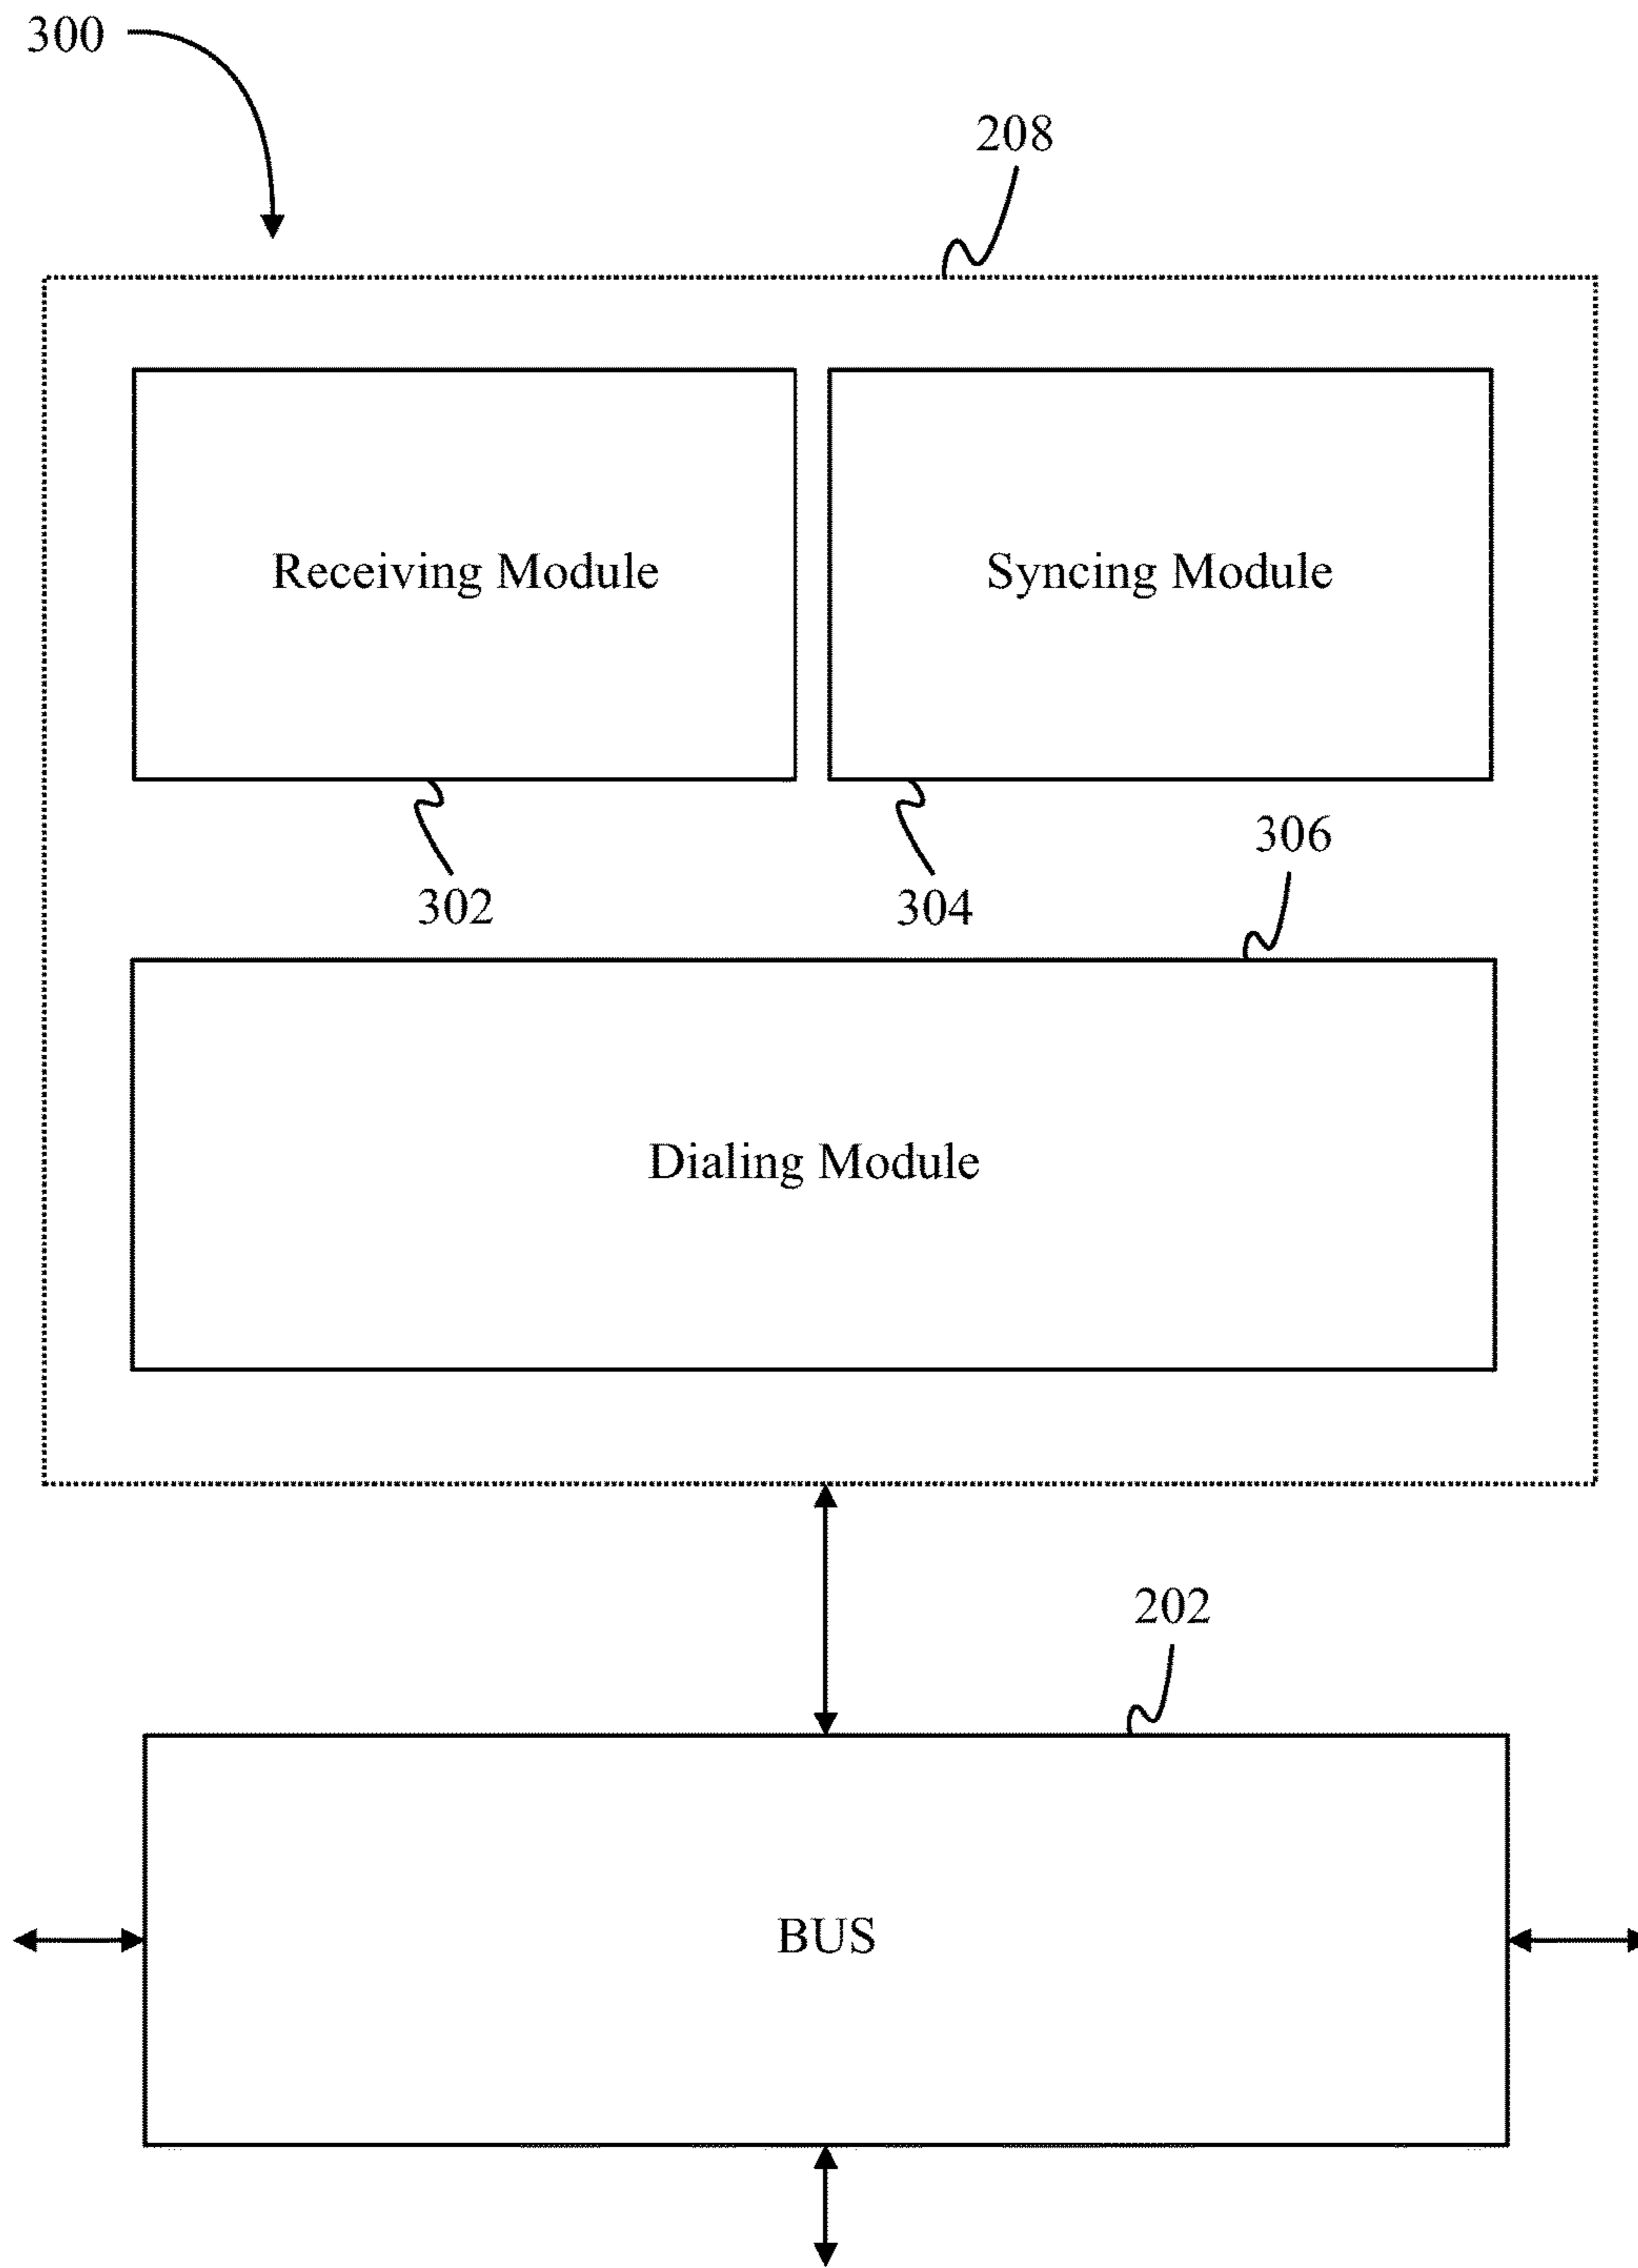 300
208
Receiving Module
Syncing Module
306
302
304
Dialing Module
202
BUS